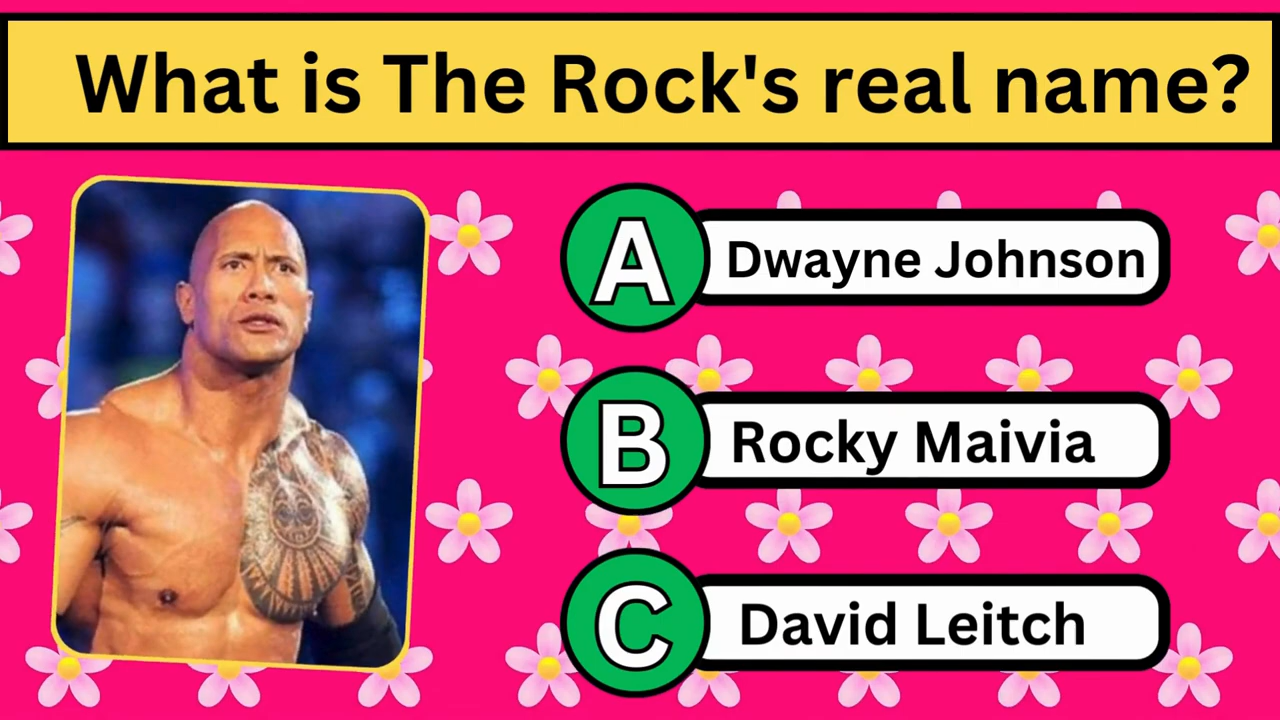 What is The Rock's real name?
A Dwayne Johnson
B Rocky Maivia
C David Leitch